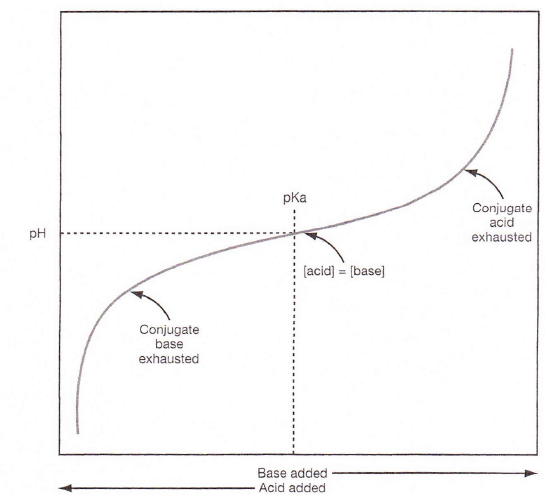 pKa
pH
Conjugate
acid
exhausted
[acid] = [base]
Conjugate
base
exhausted
Base added
Acid added